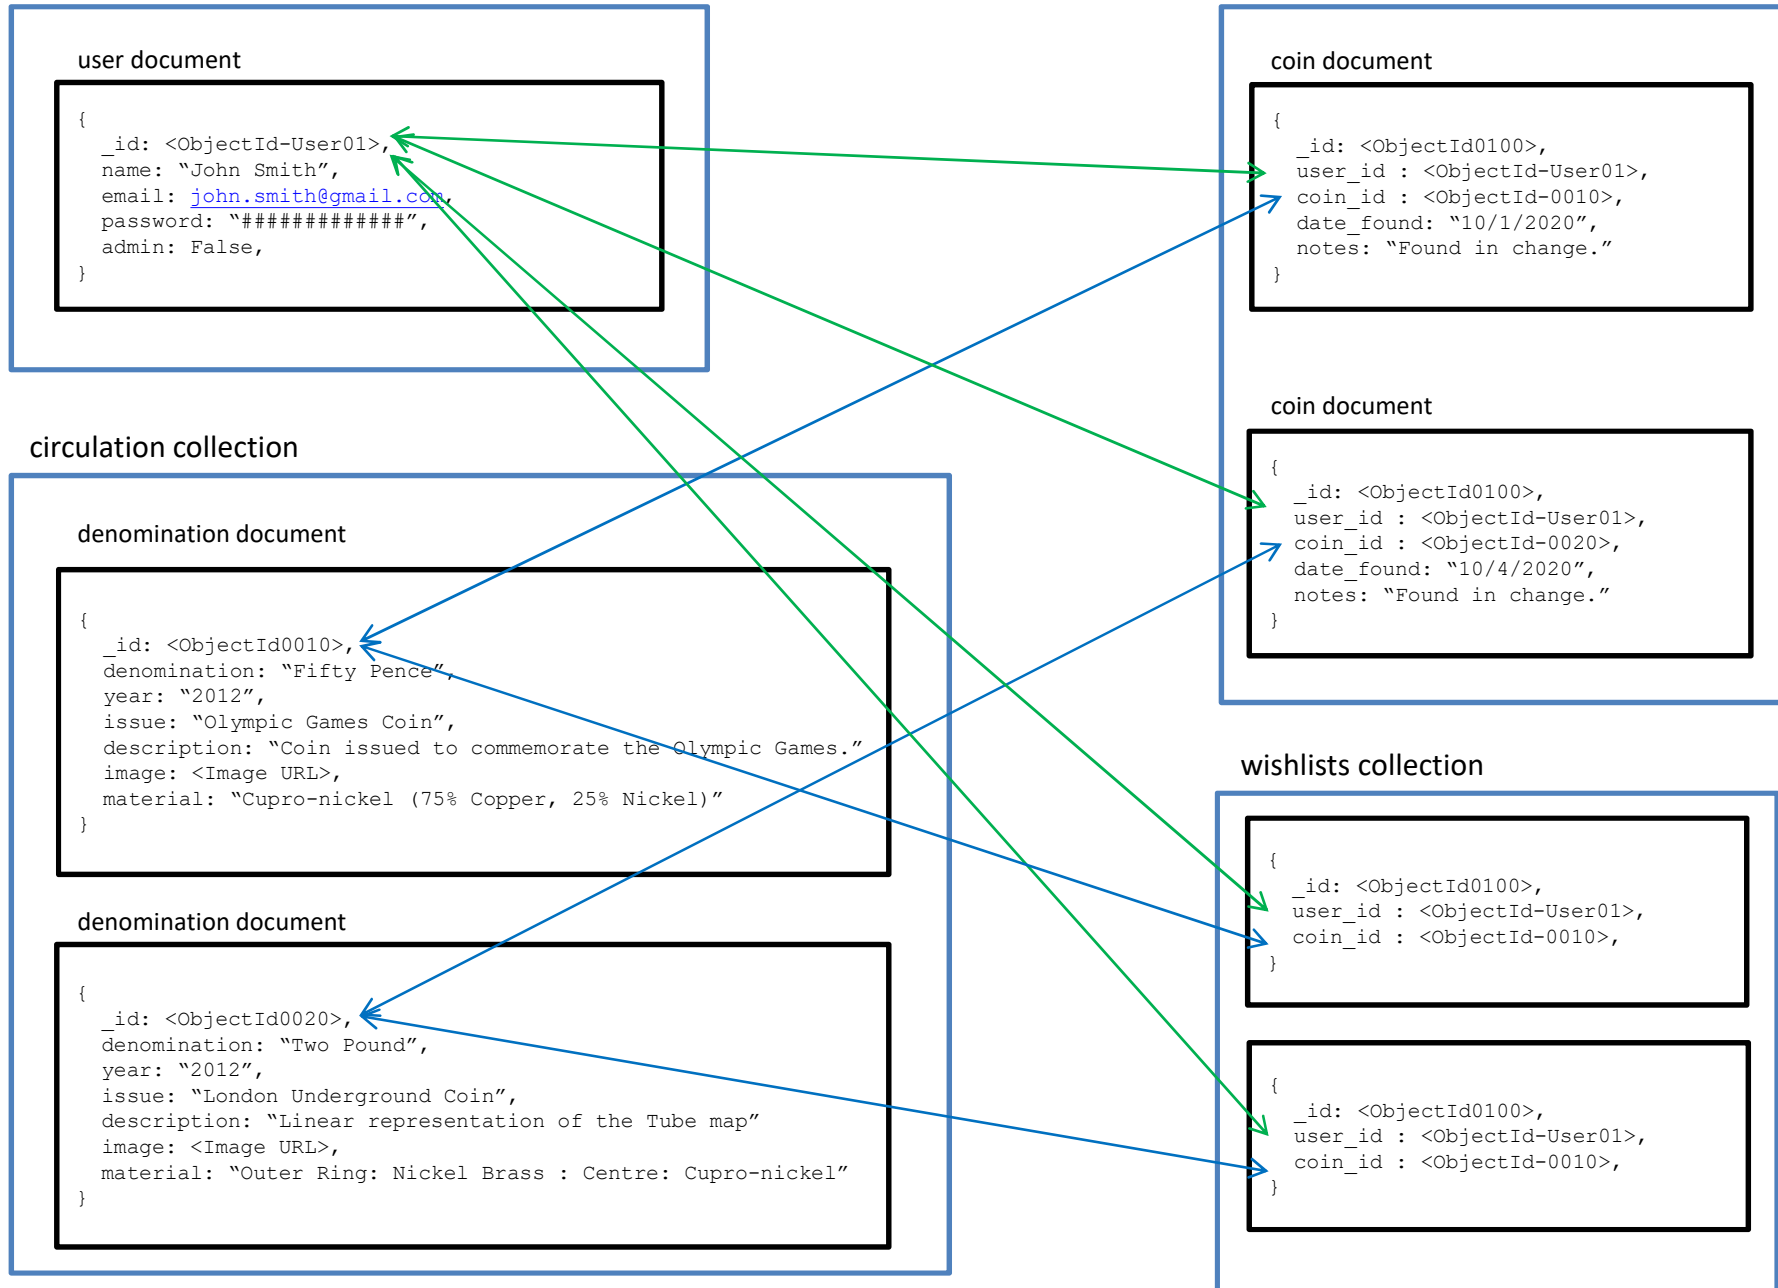 user document
{
_id: <ObjectId-User01>,
name: “John Smith”,
email: john.smith@gmail.com,
password: “#############”,
admin: False,
}
circulation collection
denomination document
{
_id: <ObjectId0010>,
denomination: “Fifty Pence”,
year: “2012”,
issue: “Olympic Games Coin”,
description: “Coin issued to commemorate the Olympic Games.”
image: <Image URL>,
material: “Cupro-nickel (75% Copper, 25% Nickel)”
}
denomination document
{
_id: <ObjectId0020>,
denomination: “Two Pound”,
year: “2012”,
issue: “London Underground Coin”,
description: “Linear representation of the Tube map”
image: <Image URL>,
material: “Outer Ring: Nickel Brass : Centre: Cupro-nickel”
}
coin document
{
_id: <ObjectId0100>,
user_id : <ObjectId-User01>,
coin_id : <ObjectId-0010>,
date_found: “10/1/2020”,
notes: “Found in change.”
}
coin document
{
_id: <ObjectId0100>,
user_id : <ObjectId-User01>,
coin_id : <ObjectId-0020>,
date_found: “10/4/2020”,
notes: “Found in change.”
}
wishlists collection
{
_id: <ObjectId0100>,
user_id : <ObjectId-User01>,
coin_id : <ObjectId-0010>,
}
{
_id: <ObjectId0100>,
user_id : <ObjectId-User01>,
coin_id : <ObjectId-0010>,
}